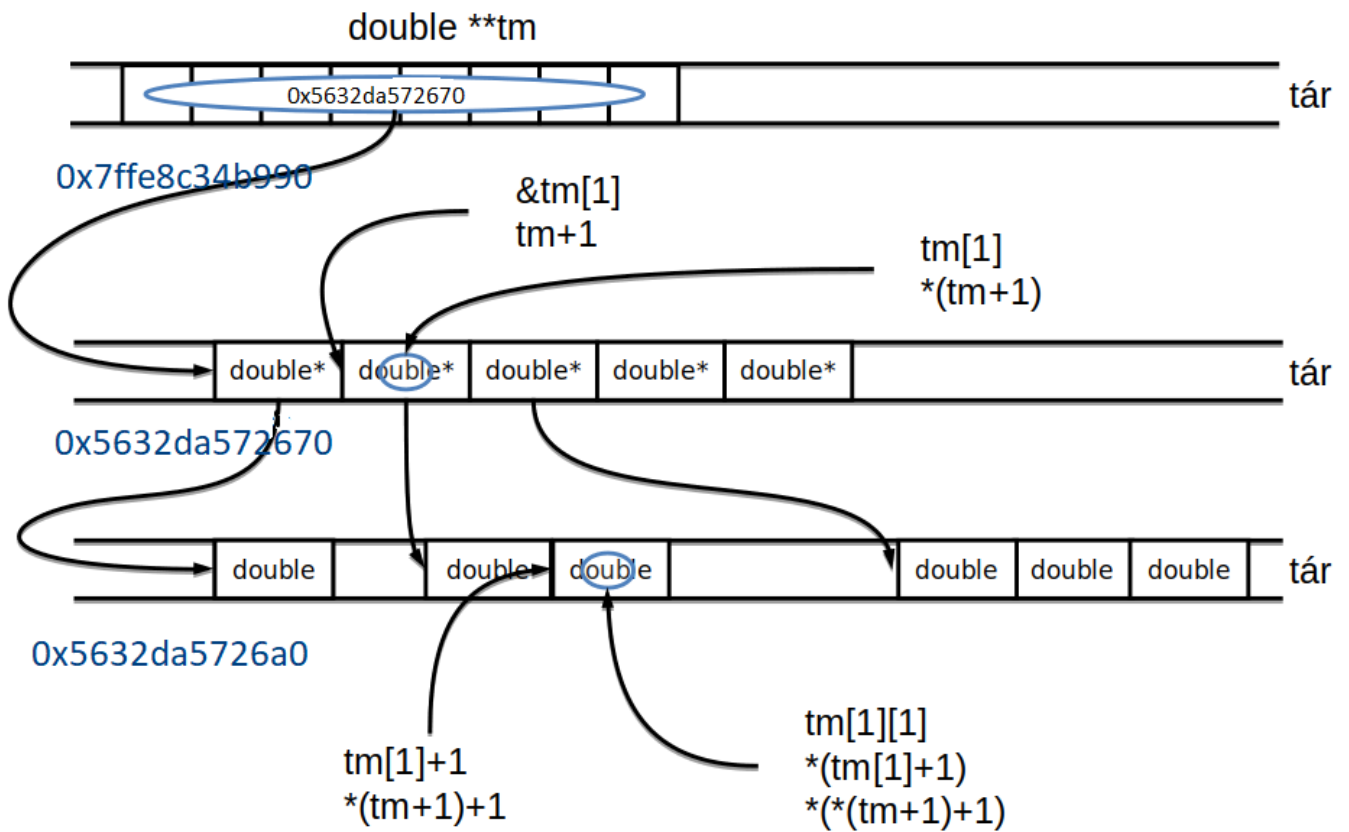 double **tm
0x5632da572670
tár
0x7ffe8c34b990
&tm[1]
tm+1
tm[1]
*(tm+1)
double* double* double* double* double*
tár
0x5632da572670
double double double double double double
tár
0x5632da5726a0
tm[1]+1
*(tm+1)+1
tm[1][1]
*(tm[1]+1)
*(*(tm+1)+1)